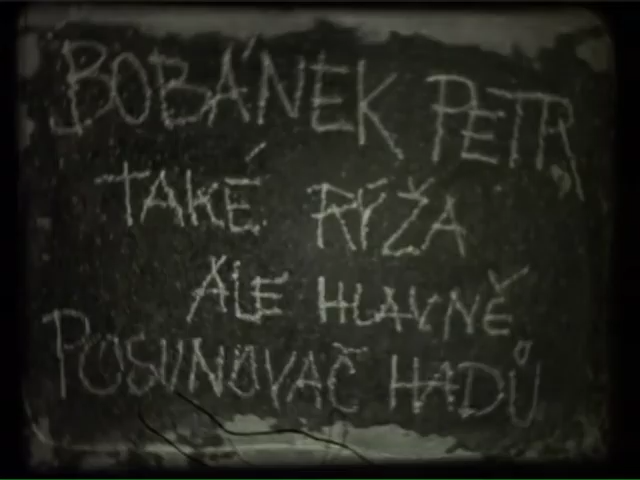 BOBÁNEK PETR,
TAKÉ RÝŽA
ALE HLAVNĚ
POSUNOVAČ HADŮ